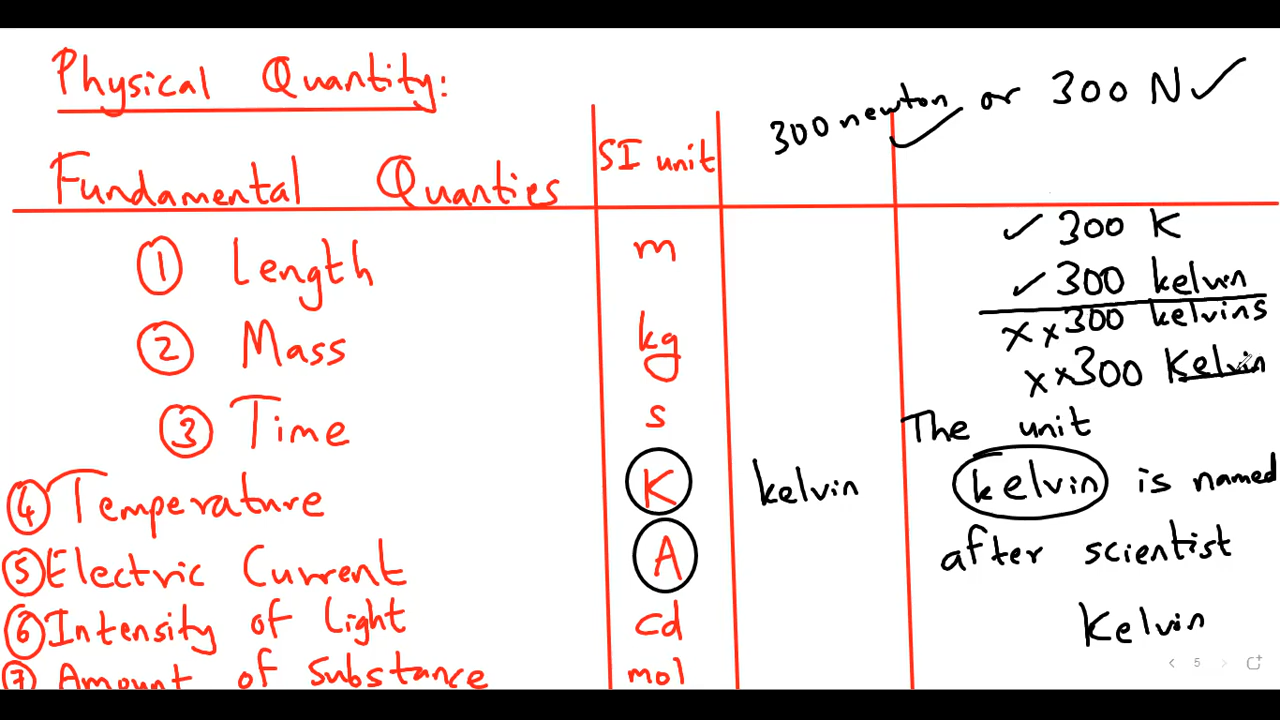 Physical Quantity:
300 newton or 300 N
Fundamental Quanties SI unit
① Length m
② Mass kg
③ Time s
④ Temperature K kelvin
⑤ Electric Current A
⑥ Intensity of Light cd
⑦ Amount of Substance mol
✓ 300 K
✓ 300 kelvin
x x 300 kelvins
x x 300 Kelvin
The unit
kelvin is named
after scientist
Kelvin
< 5 >